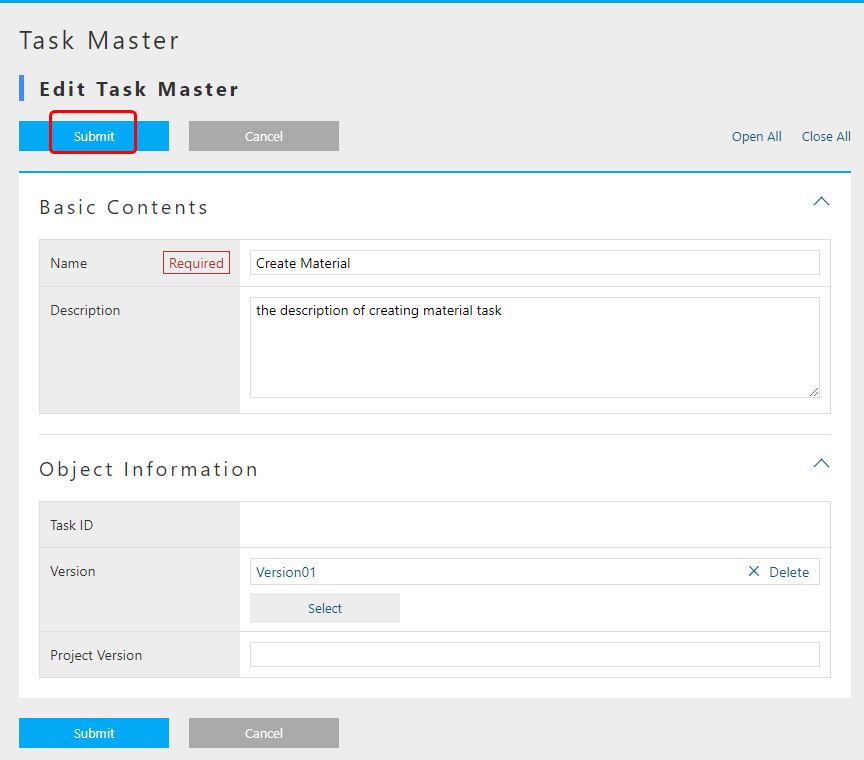 Task Master
Edit Task Master
Submit Cancel Open All Close All
Basic Contents
Name Required Create Material
Description the description of creating material task
Object Information
Task ID
Version Version01 Delete
Select
Project Version
Submit Cancel